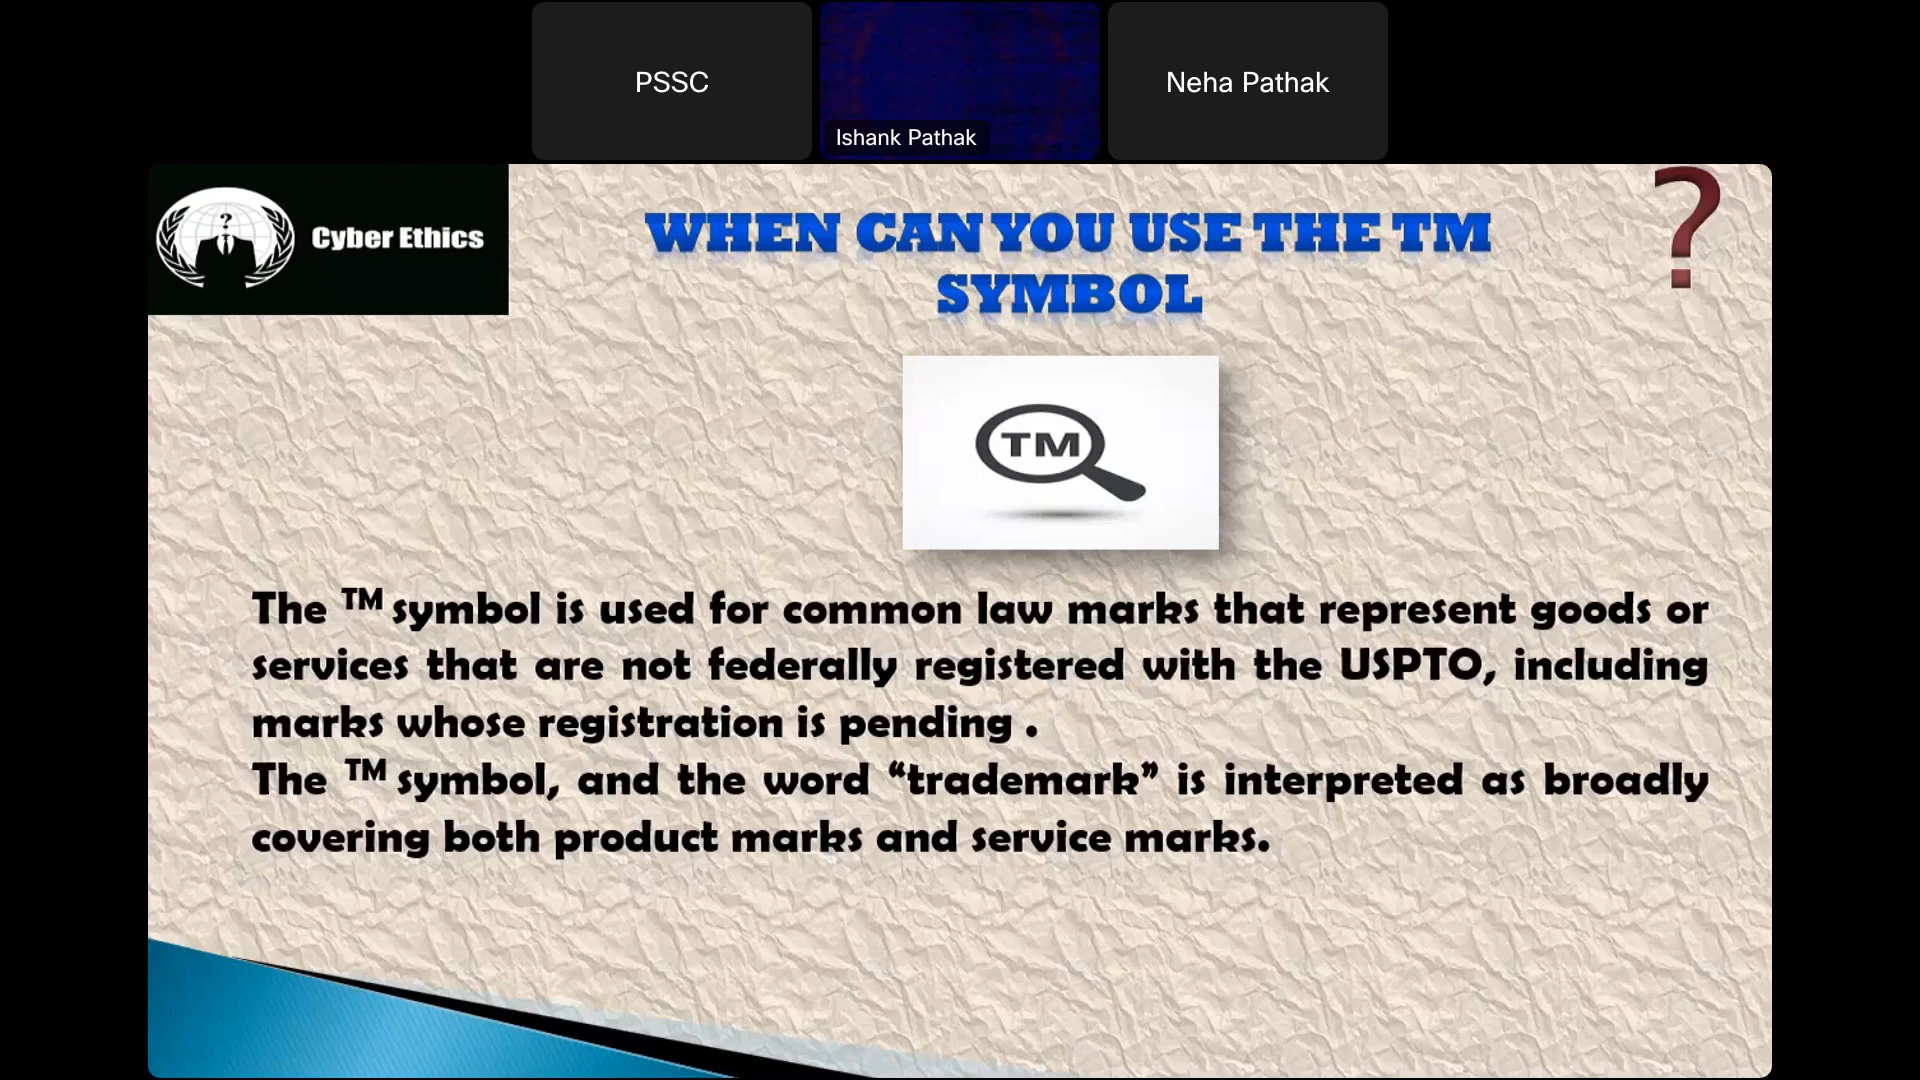 PSSC
Ishank Pathak
Neha Pathak
Cyber Ethics
?
WHEN CAN YOU USE THE TM
SYMBOL
?
TM
The TM symbol is used for common law marks that represent goods or
services that are not federally registered with the USPTO, including
marks whose registration is pending .
The TM symbol, and the word “trademark” is interpreted as broadly
covering both product marks and service marks.